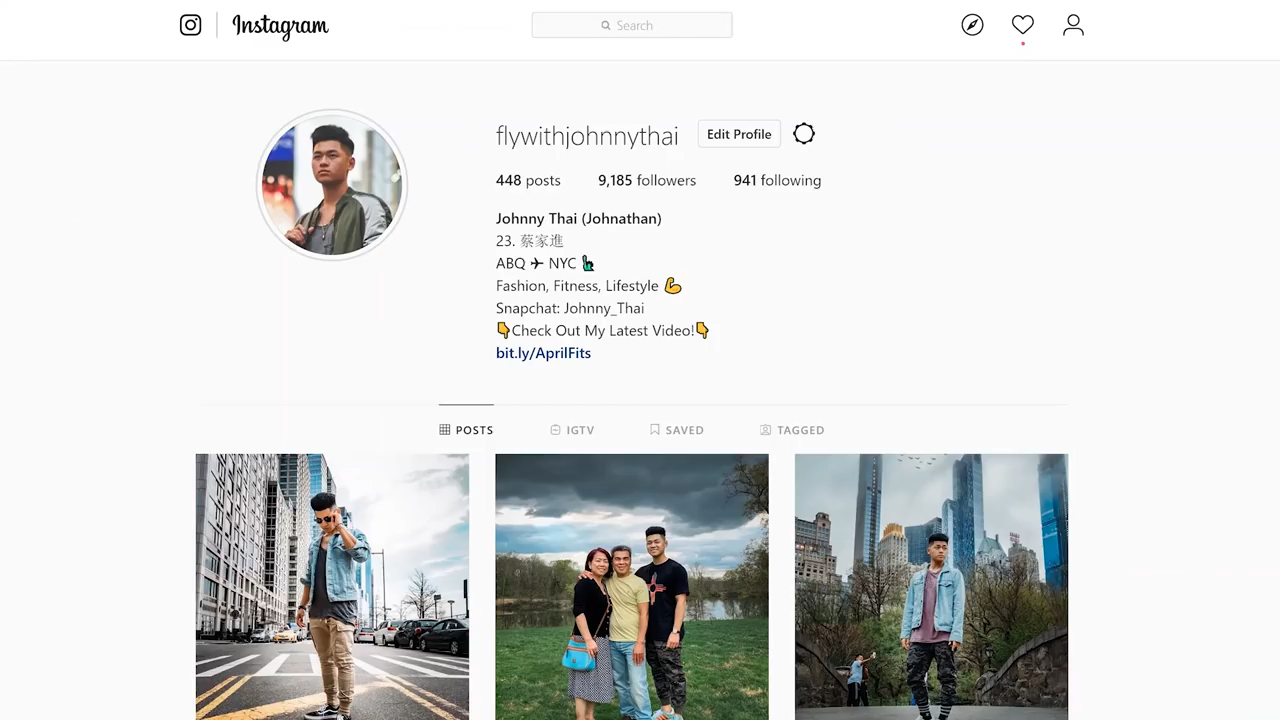 Instagram
Search
flywithjohnnythai
Edit Profile
448 posts 9,185 followers 941 following
Johnny Thai (Johnathan)
23. 蔡家進
ABQ ✈ NYC 🗽
Fashion, Fitness, Lifestyle 💪
Snapchat: Johnny_Thai
👇Check Out My Latest Video!👇
bit.ly/AprilFits
POSTS IGTV SAVED TAGGED